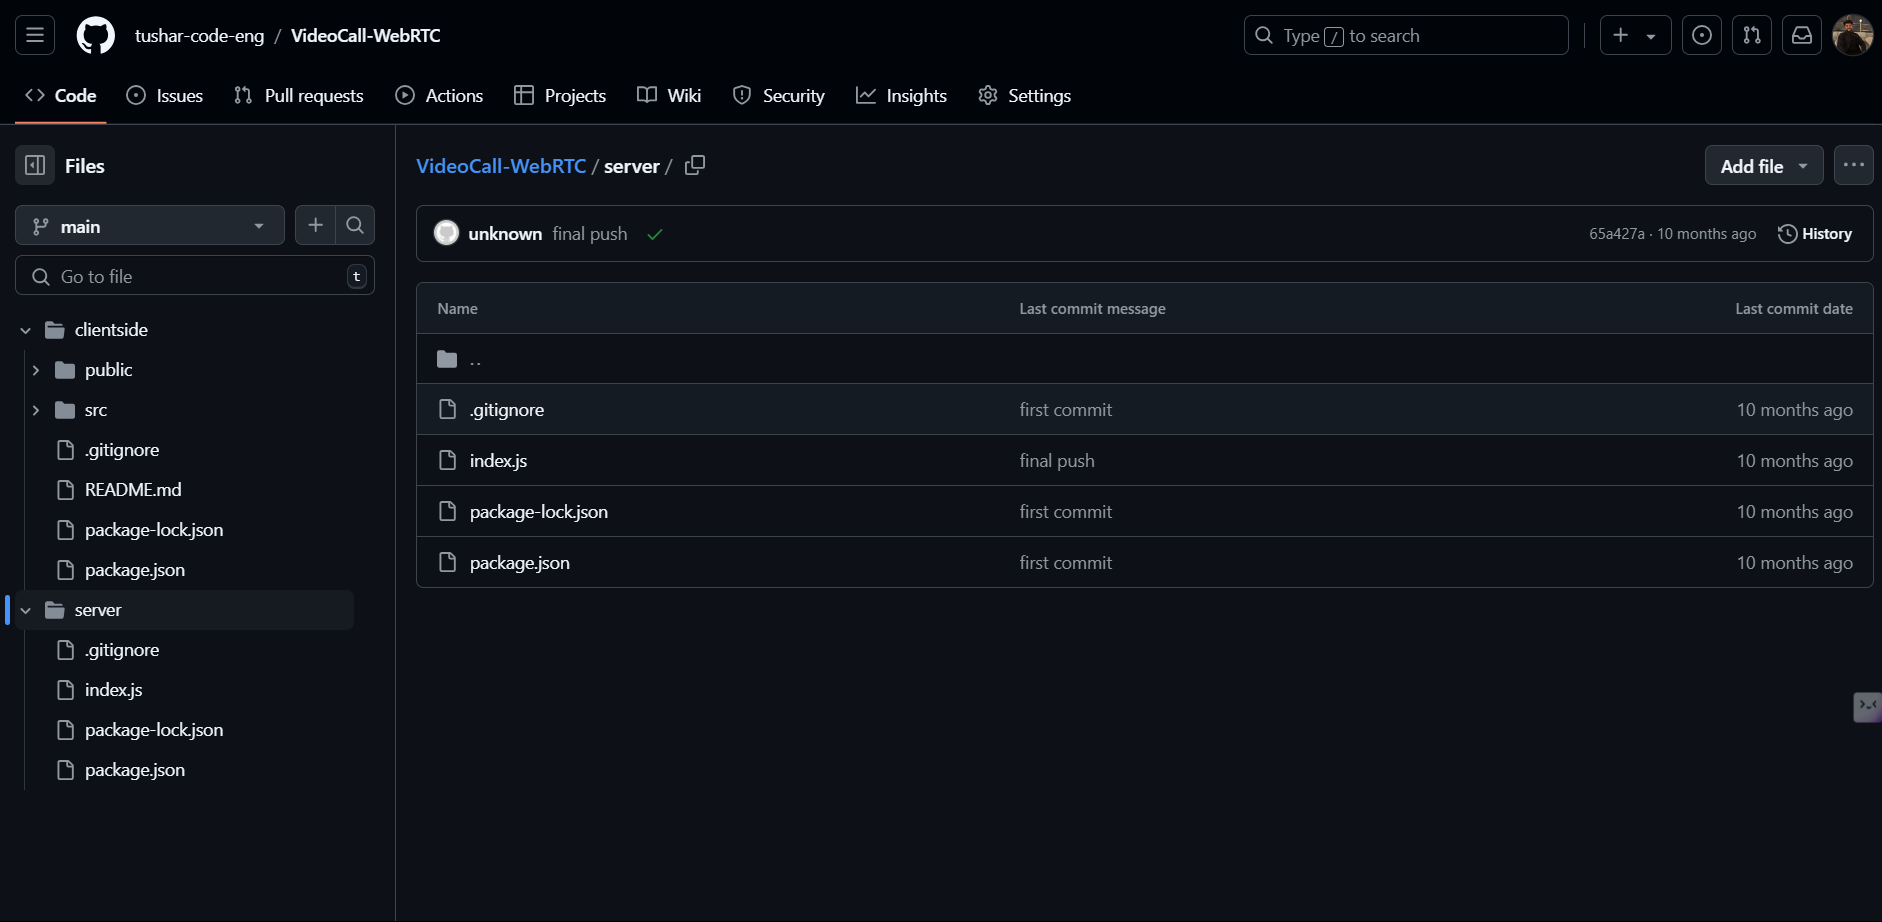 tushar-code-eng / VideoCall-WebRTC
Type / to search
Code Issues Pull requests Actions Projects Wiki Security Insights Settings
Files
main
Go to file t
clientside
public
src
.gitignore
README.md
package-lock.json
package.json
server
.gitignore
index.js
package-lock.json
package.json
VideoCall-WebRTC / server /
Add file
unknown final push
65a427a · 10 months ago History
Name Last commit message Last commit date
..
.gitignore first commit 10 months ago
index.js final push 10 months ago
package-lock.json first commit 10 months ago
package.json first commit 10 months ago